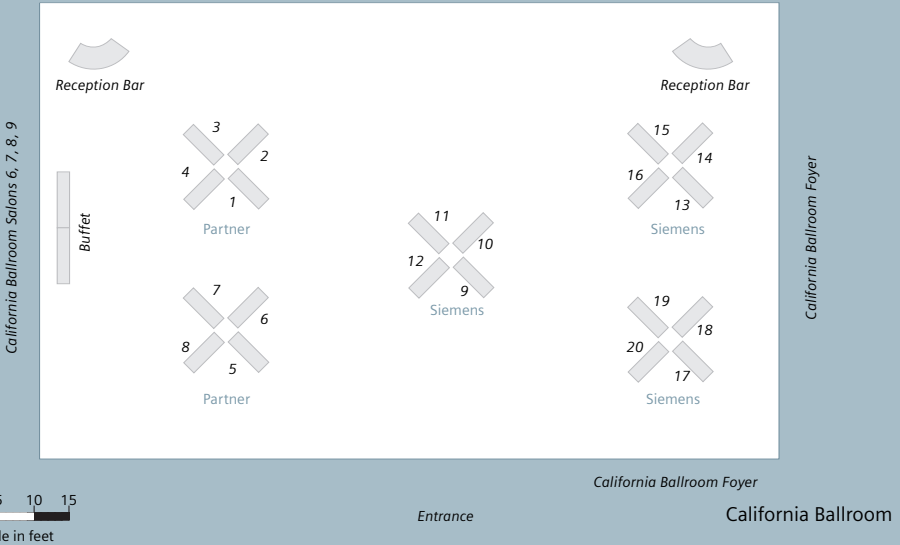 Reception Bar
Reception Bar
California Ballroom Salons 6, 7, 8, 9
Buffet
3
2
4
1
Partner
7
6
8
5
Partner
11
10
12
9
Siemens
15
14
16
13
Siemens
19
18
20
17
Siemens
California Ballroom Foyer
California Ballroom Foyer
10 15
in feet
Entrance
California Ballroom